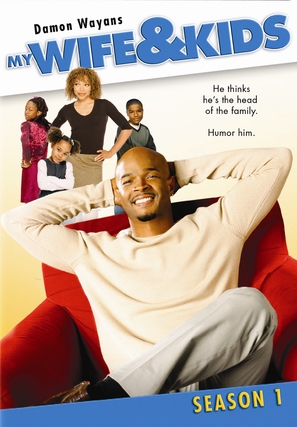 Damon Wayans
MY WIFE&KIDS
He thinks
he's the head
of the family.
Humor him.
SEASON 1